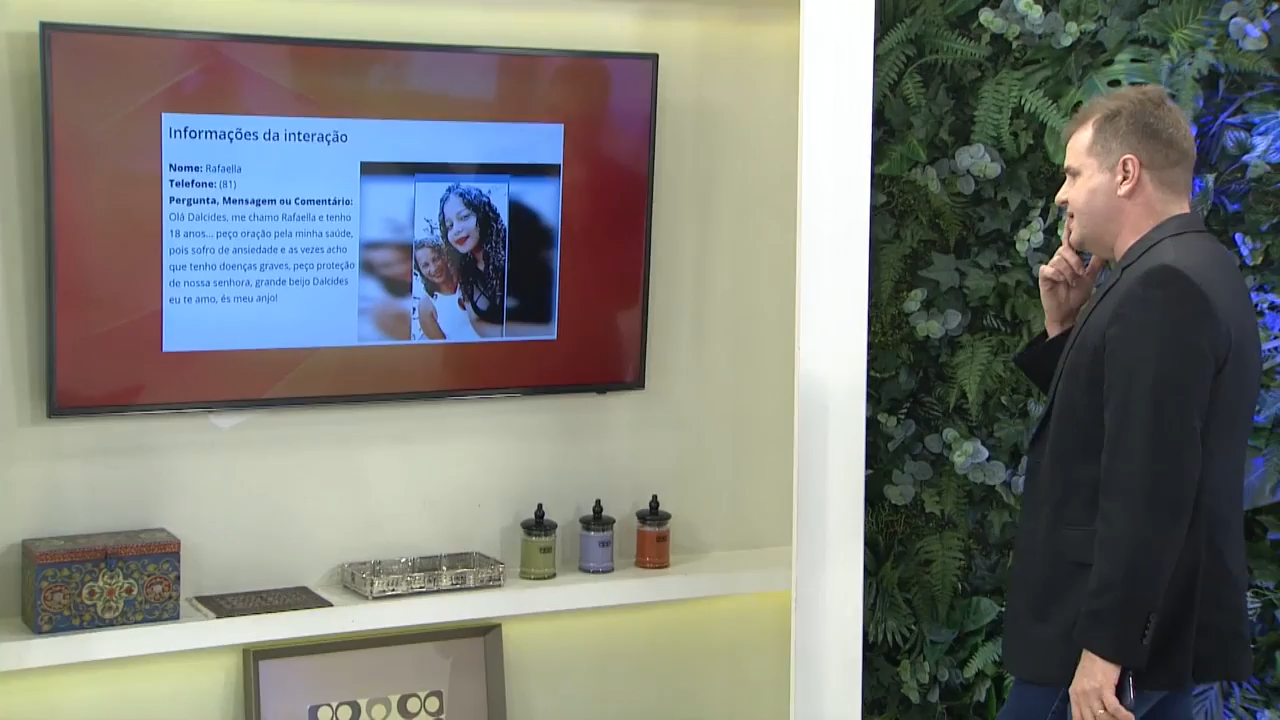 Informações da interação
Nome: Rafaella
Telefone: (81)
Pergunta, Mensagem ou Comentário:
Olá Dalcides, me chamo Rafaella e tenho
18 anos... peço oração pela minha saúde,
pois sofro de ansiedade e as vezes acho
que tenho doenças graves, peço proteção
de nossa senhora, grande beijo Dalcides
eu te amo, és meu anjo!